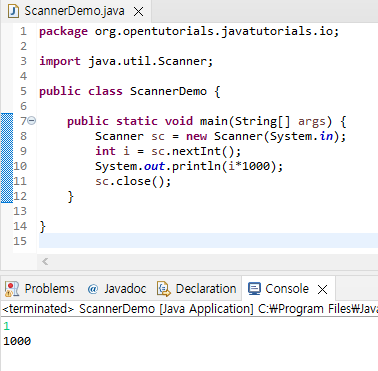 ScannerDemo.java
1 package org.opentutorials.javatutorials.io;
2
3 import java.util.Scanner;
4
5 public class ScannerDemo {
6
7 public static void main(String[] args) {
8 Scanner sc = new Scanner(System.in);
9 int i = sc.nextInt();
10 System.out.println(i*1000);
11 sc.close();
12 }
13
14 }
15
Problems @ Javadoc Declaration Console
<terminated> ScannerDemo [Java Application] C:₩Program Files₩Java
1
1000